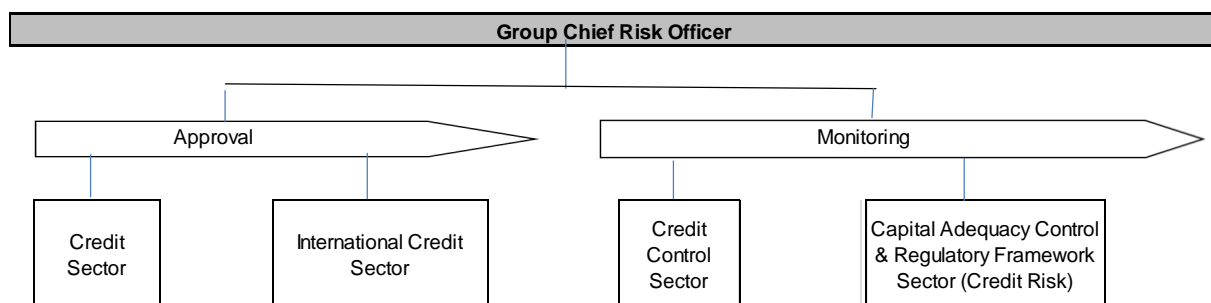 Group Chief Risk Officer
Approval
Monitoring
Credit
Sector
International Credit
Sector
Credit
Control
Sector
Capital Adequacy Control
& Regulatory Framework
Sector (Credit Risk)